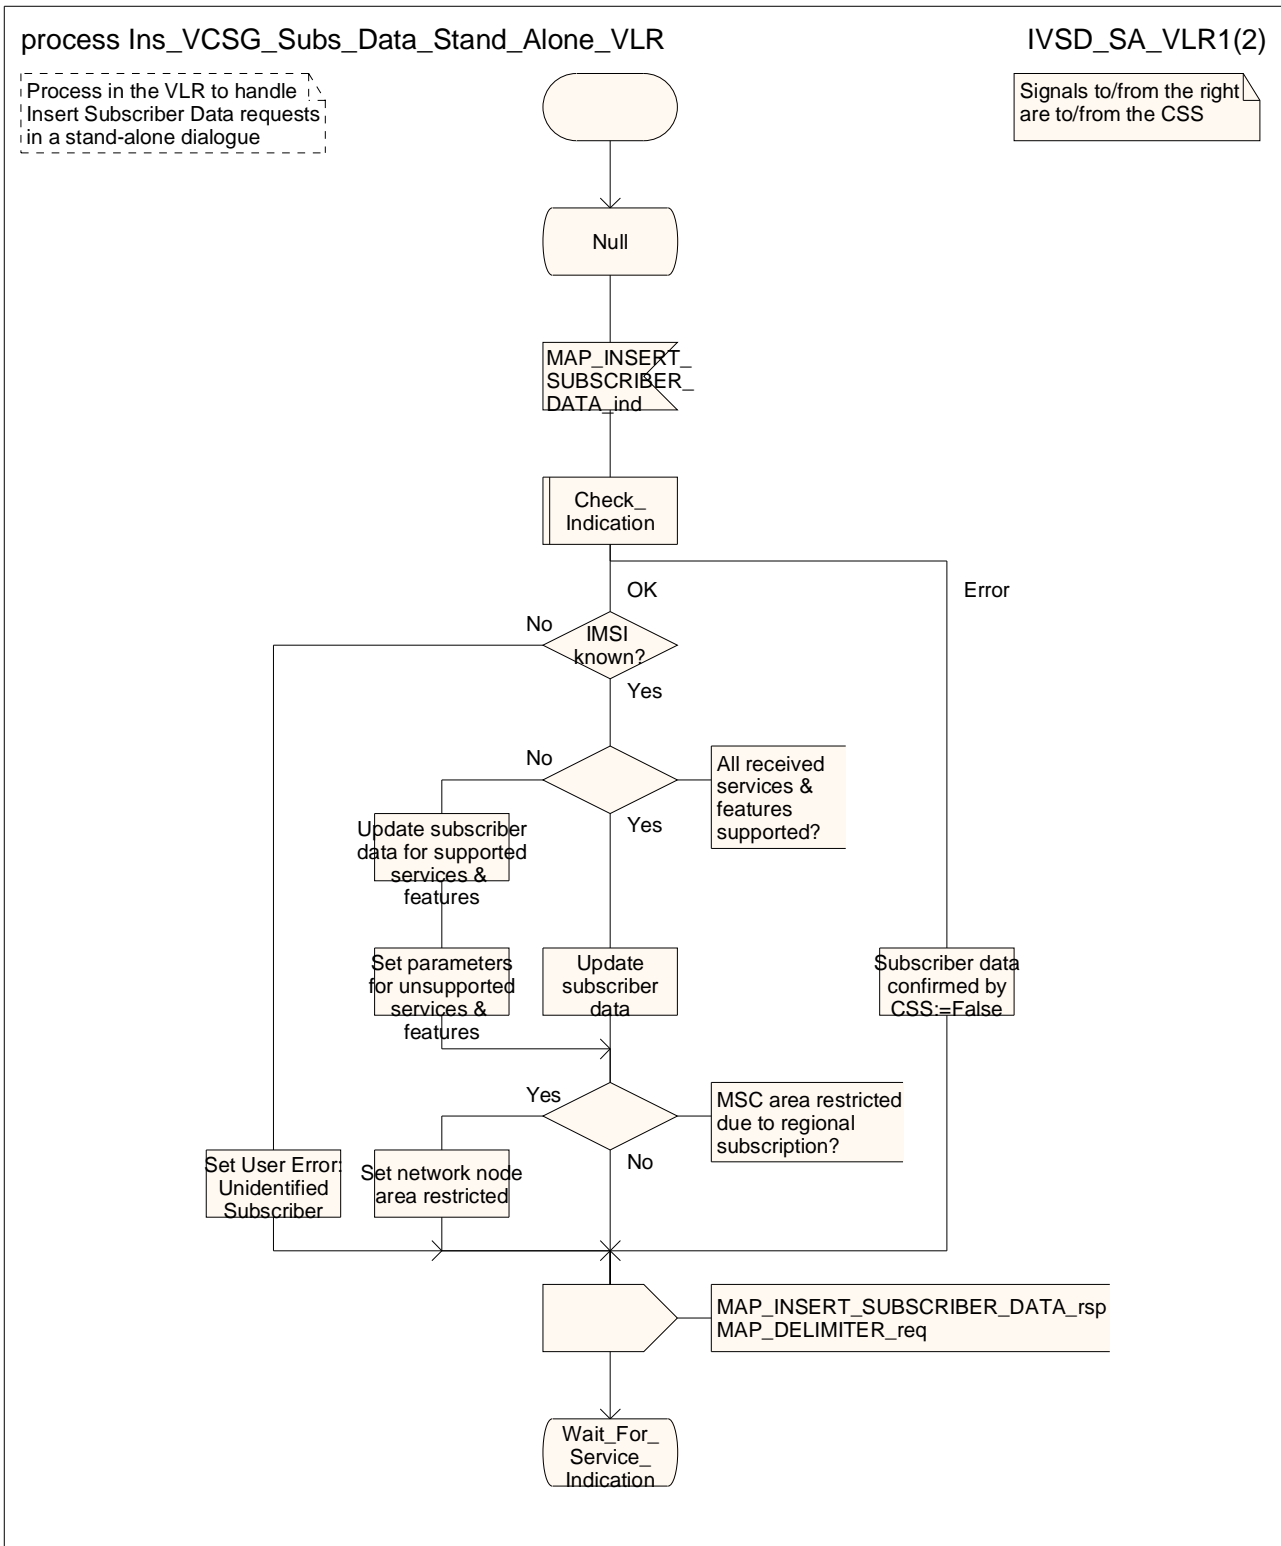 process Ins_VCSG_Subs_Data_Stand_Alone_VLR
IVSD_SA_VLR1(2)
Process in the VLR to handle
Insert Subscriber Data requests
in a stand-alone dialogue
Signals to/from the right
are to/from the CSS
Null
MAP_INSERT_
SUBSCRIBER_
DATA_ind
Check_
Indication
OK
Error
No
IMSI
known?
Yes
No
All received
services &
features
supported?
Yes
Update subscriber
data for supported
services &
features
Set parameters
for unsupported
services &
features
Update
subscriber
data
Subscriber data
confirmed by
CSS:=False
Yes
MSC area restricted
due to regional
subscription?
No
Set User Error:
Unidentified
Subscriber
Set network node
area restricted
MAP_INSERT_SUBSCRIBER_DATA_rsp
MAP_DELIMITER_req
Wait_For_
Service_
Indication